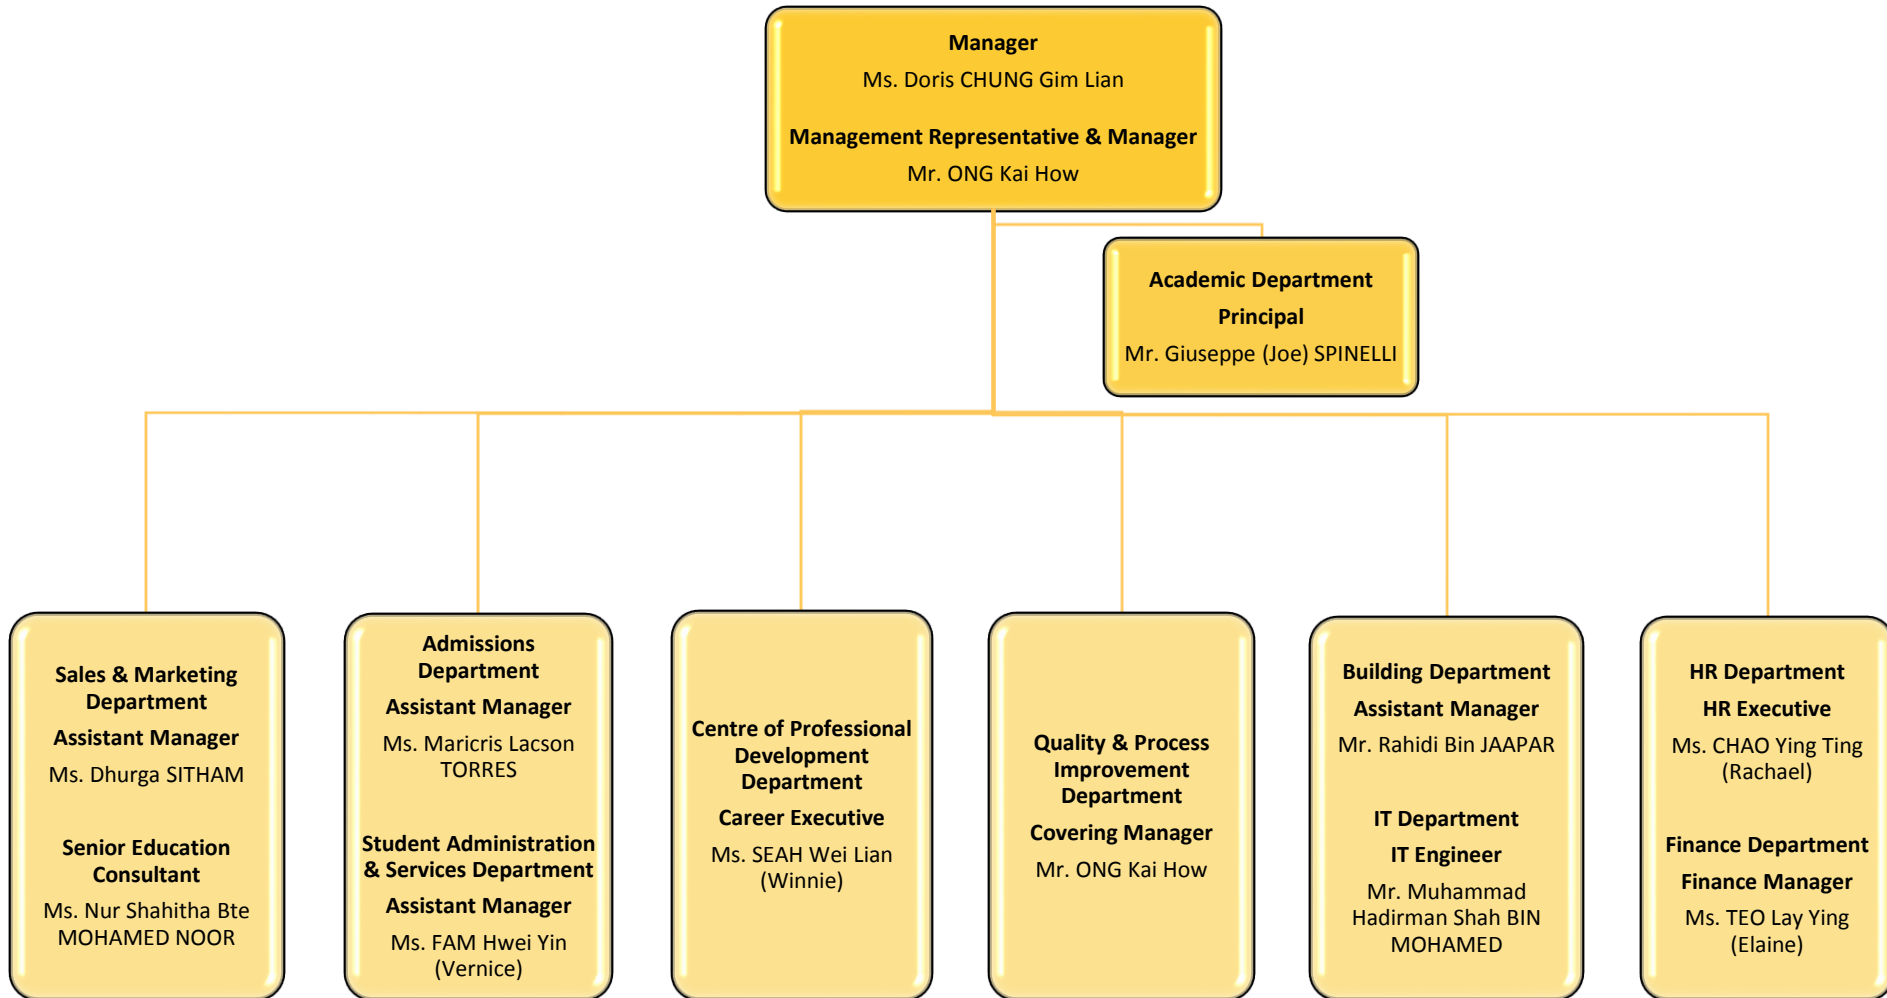 Manager
Ms. Doris CHUNG Gim Lian
Management Representative & Manager
Mr. ONG Kai How
Academic Department
Principal
Mr. Giuseppe (Joe) SPINELLI
Sales & Marketing
Department
Assistant Manager
Ms. Dhurga SITHAM
Senior Education
Consultant
Ms. Nur Shahitha Bte
MOHAMED NOOR
Admissions
Department
Assistant Manager
Ms. Maricris Lacson
TORRES
Student Administration
& Services Department
Assistant Manager
Ms. FAM Hwei Yin
(Vernice)
Centre of Professional
Development
Department
Career Executive
Ms. SEAH Wei Lian
(Winnie)
Quality & Process
Improvement
Department
Covering Manager
Mr. ONG Kai How
Building Department
Assistant Manager
Mr. Rahidi Bin JAAPAR
IT Department
IT Engineer
Mr. Muhammad
Hadirman Shah BIN
MOHAMED
HR Department
HR Executive
Ms. CHAO Ying Ting
(Rachael)
Finance Department
Finance Manager
Ms. TEO Lay Ying
(Elaine)